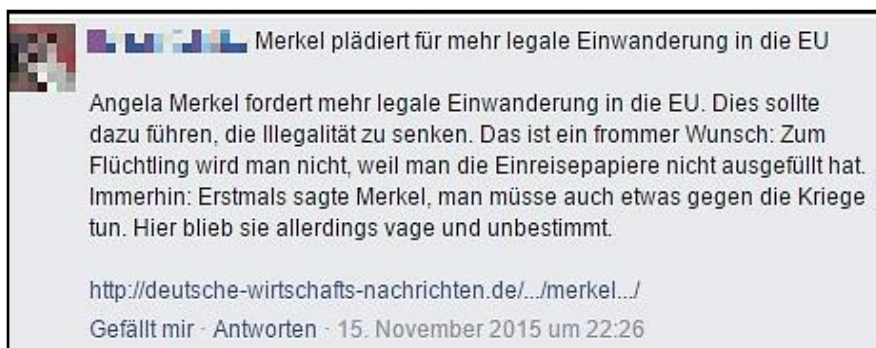 Merkel plädiert für mehr legale Einwanderung in die EU
Angela Merkel fordert mehr legale Einwanderung in die EU. Dies sollte
dazu führen, die Illegalität zu senken. Das ist ein frommer Wunsch: Zum
Flüchtling wird man nicht, weil man die Einreisepapiere nicht ausgefüllt hat.
Immerhin: Erstmals sagte Merkel, man müsse auch etwas gegen die Kriege
tun. Hier blieb sie allerdings vage und unbestimmt.
http://deutsche-wirtschafts-nachrichten.de/.../merkel.../
Gefällt mir · Antworten · 15. November 2015 um 22:26